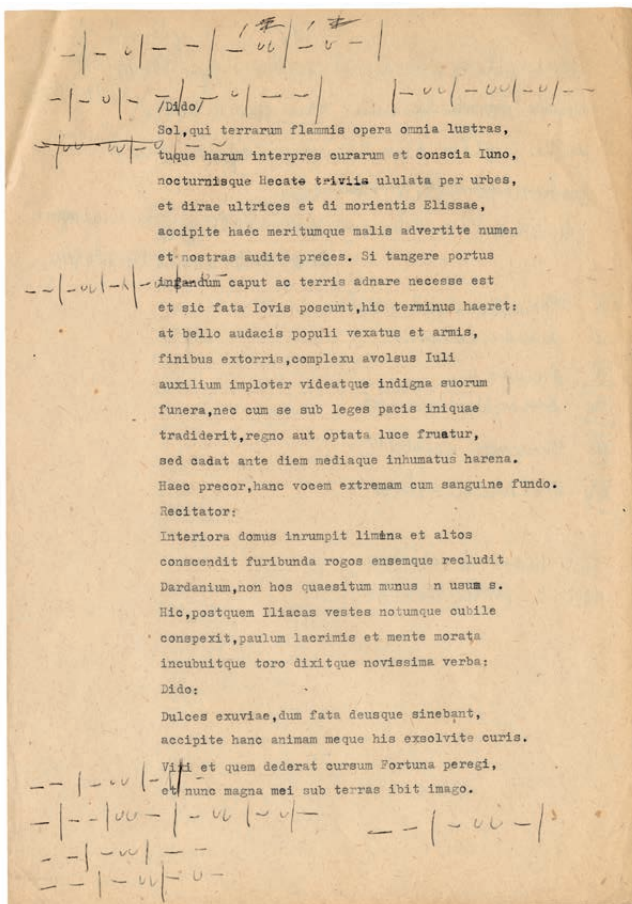 /Dido/
Sol,qui terrarum flammis opera omnia lustras,
tuque harum interpres curarum et conscia Iuno,
nocturnisque Hecate triviis ululata per urbes,
et dirae ultrices et di morientis Elissae,
accipite haec meritumque malis advertite numen
et nostras audite preces. Si tangere portus
infandum caput ac terris adnare necesse est
et sic fata Iovis poscunt,hic terminus haeret:
at bello audacis populi vexatus et armis,
finibus extorris,complexu avolsus Iuli
auxilium imploter videatque indigna suorum
funera,nec cum se sub leges pacis iniquae
tradiderit,regno aut optata luce fruatur,
sed cadat ante diem mediaque inhumatus harena.
Haec precor,hanc vocem extremam cum sanguine fundo.
Recitator:
Interiora domus inrumpit limina et altos
conscendit furibunda rogos ensemque recludit
Dardanium,non hos quaesitum munus n usum s.
Hic,postquam Iliacas vestes notumque cubile
conspexit,paulum lacrimis et mente morata
incubuitque toro dixitque novissima verba:
Dido:
Dulces exuviae,dum fata deusque sinebant,
accipite hanc animam meque his exsolvite curis.
Vixi et quem dederat cursum Fortuna peregi,
et nunc magna mei sub terras ibit imago.